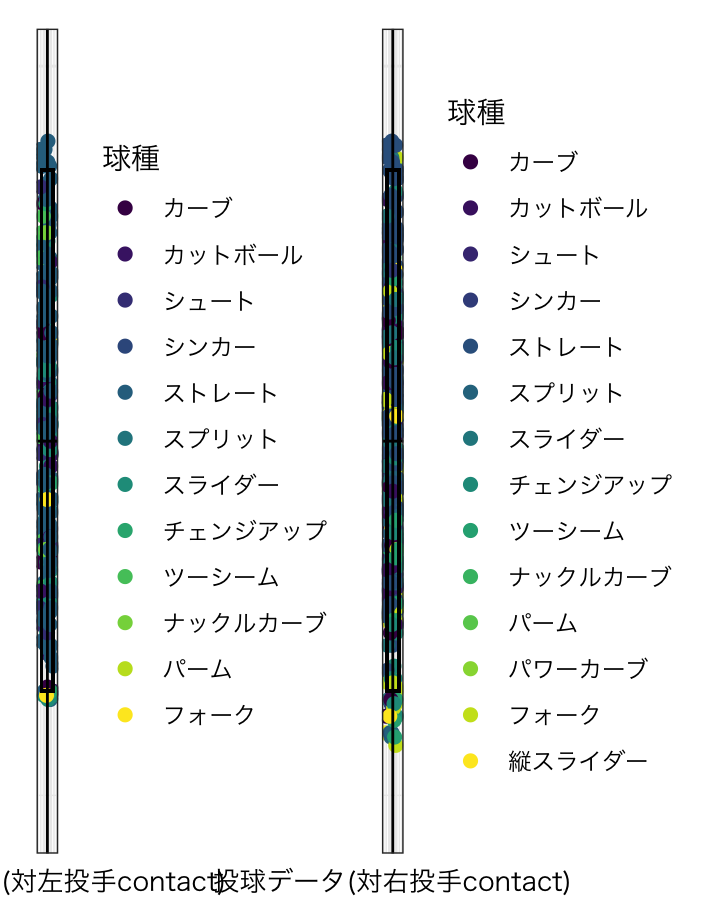 球種
カーブ
カットボール
シュート
シンカー
ストレート
スプリット
スライダー
チェンジアップ
ツーシーム
ナックルカーブ
パーム
フォーク
球種
カーブ
カットボール
シュート
シンカー
ストレート
スプリット
スライダー
チェンジアップ
ツーシーム
ナックルカーブ
パーム
パワーカーブ
フォーク
縦スライダー
(対左投手contact)
投球データ(対右投手contact)